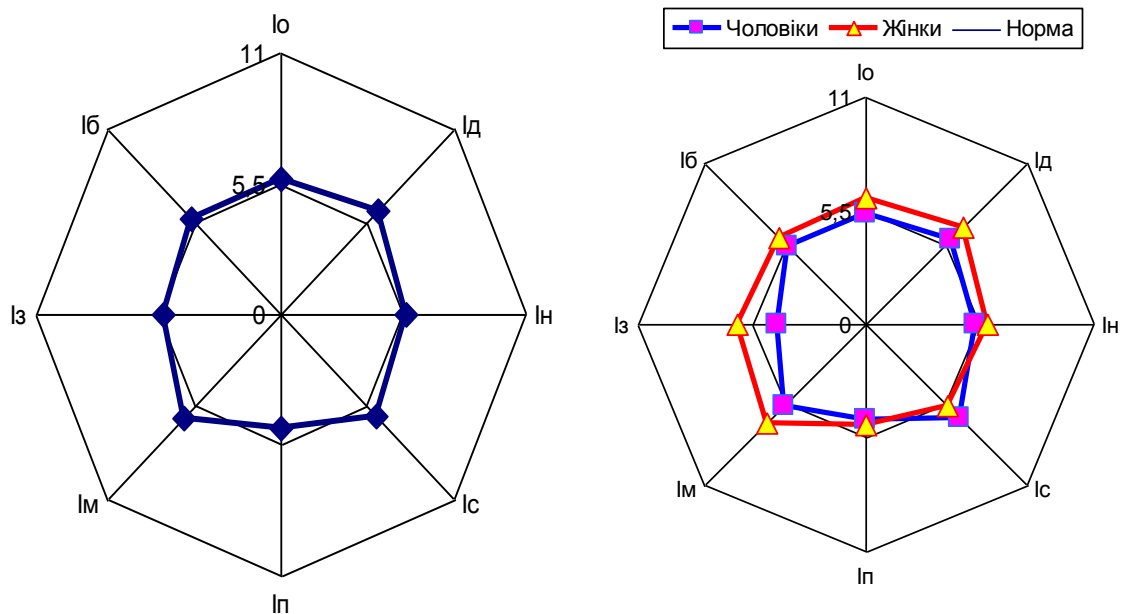 Іо
11
Іб
Ід
5,5
Із
0
Ін
Ім
Іс
Іп
Чоловіки Жінки Норма
Іо
11
Іб
Ід
5,5
Із
0
Ін
Ім
Іс
Іп